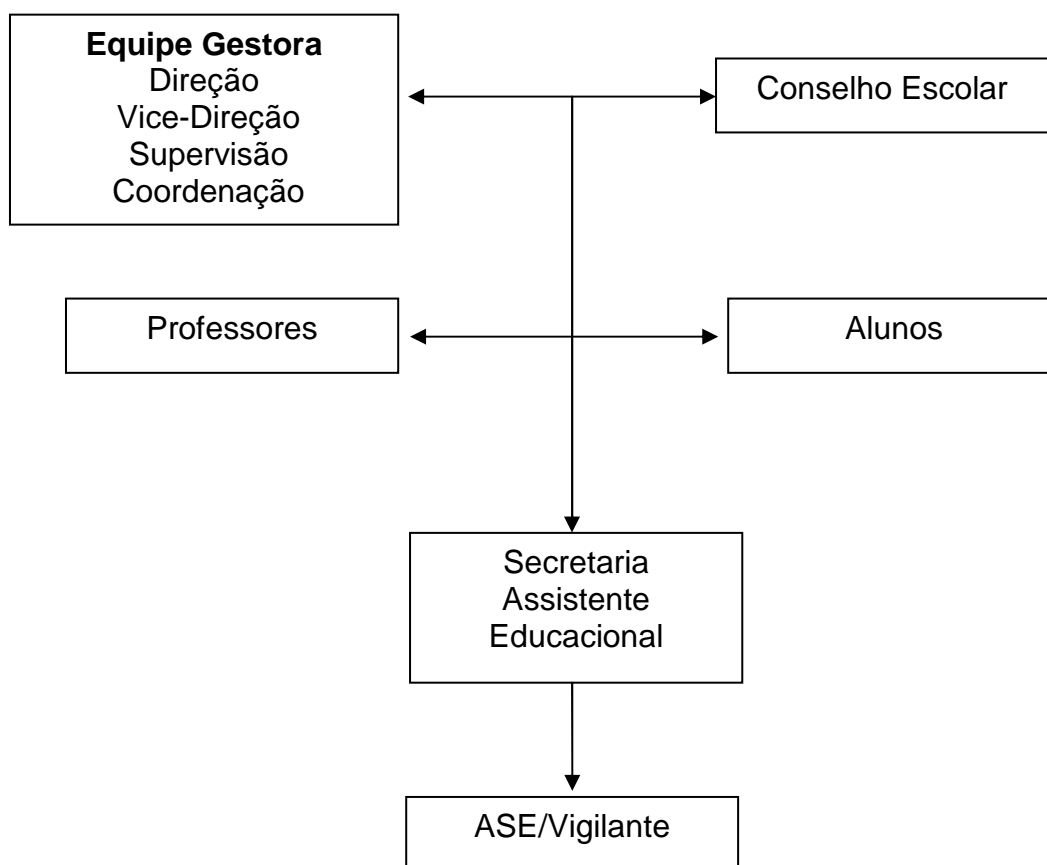 Equipe Gestora
Direção
Vice-Direção
Supervisão
Coordenação
Conselho Escolar
Professores
Alunos
Secretaria
Assistente
Educacional
ASE/Vigilante